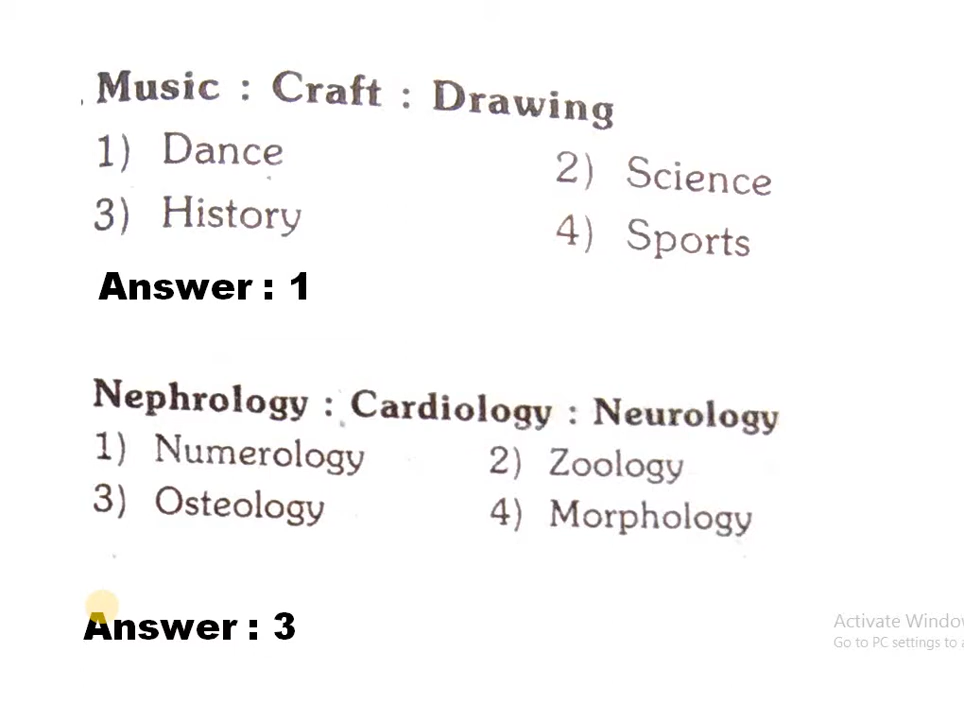 Music : Craft : Drawing
1) Dance 2) Science
3) History 4) Sports
Answer : 1
Nephrology : Cardiology : Neurology
1) Numerology 2) Zoology
3) Osteology 4) Morphology
Answer : 3
Activate Windo
Go to PC settings to